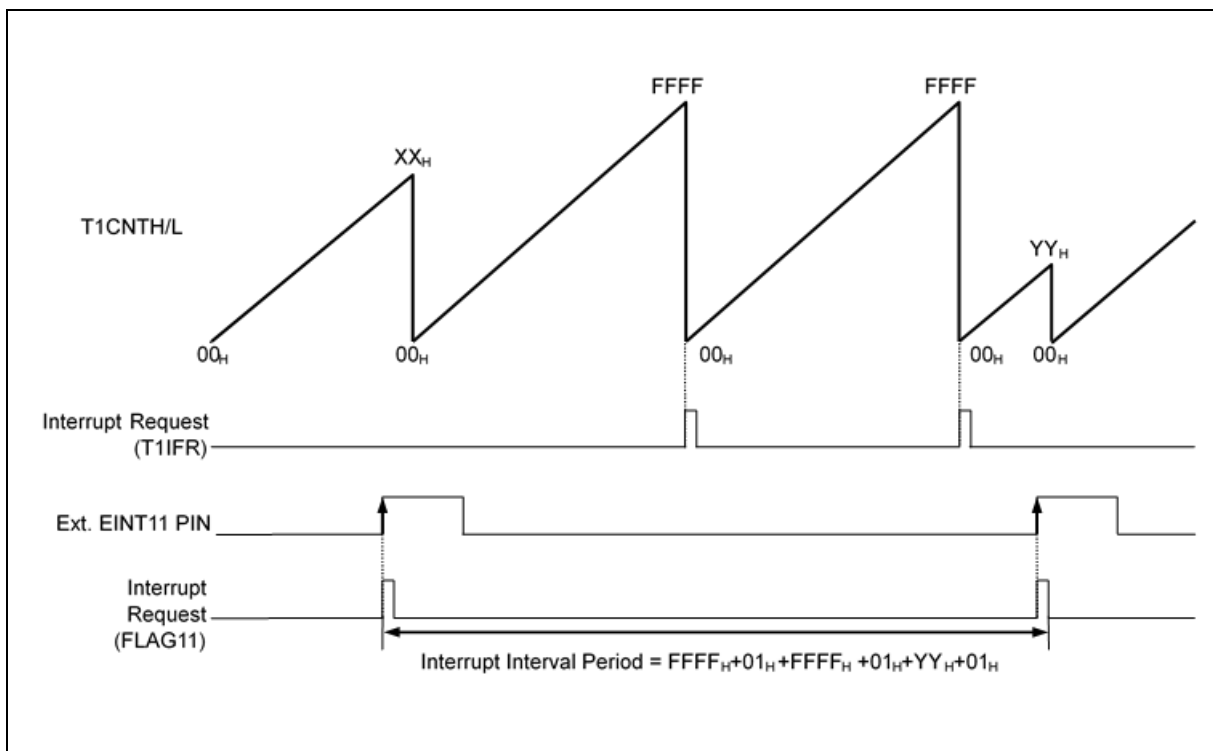 FFFF
FFFF
XXH
T1CNTH/L
YYH
00H
00H
00H
00H
00H
Interrupt Request
(T1IFR)
Ext. EINT11 PIN
Interrupt
Request
(FLAG11)
Interrupt Interval Period = FFFFH+01H+FFFFH +01H+YYH+01H